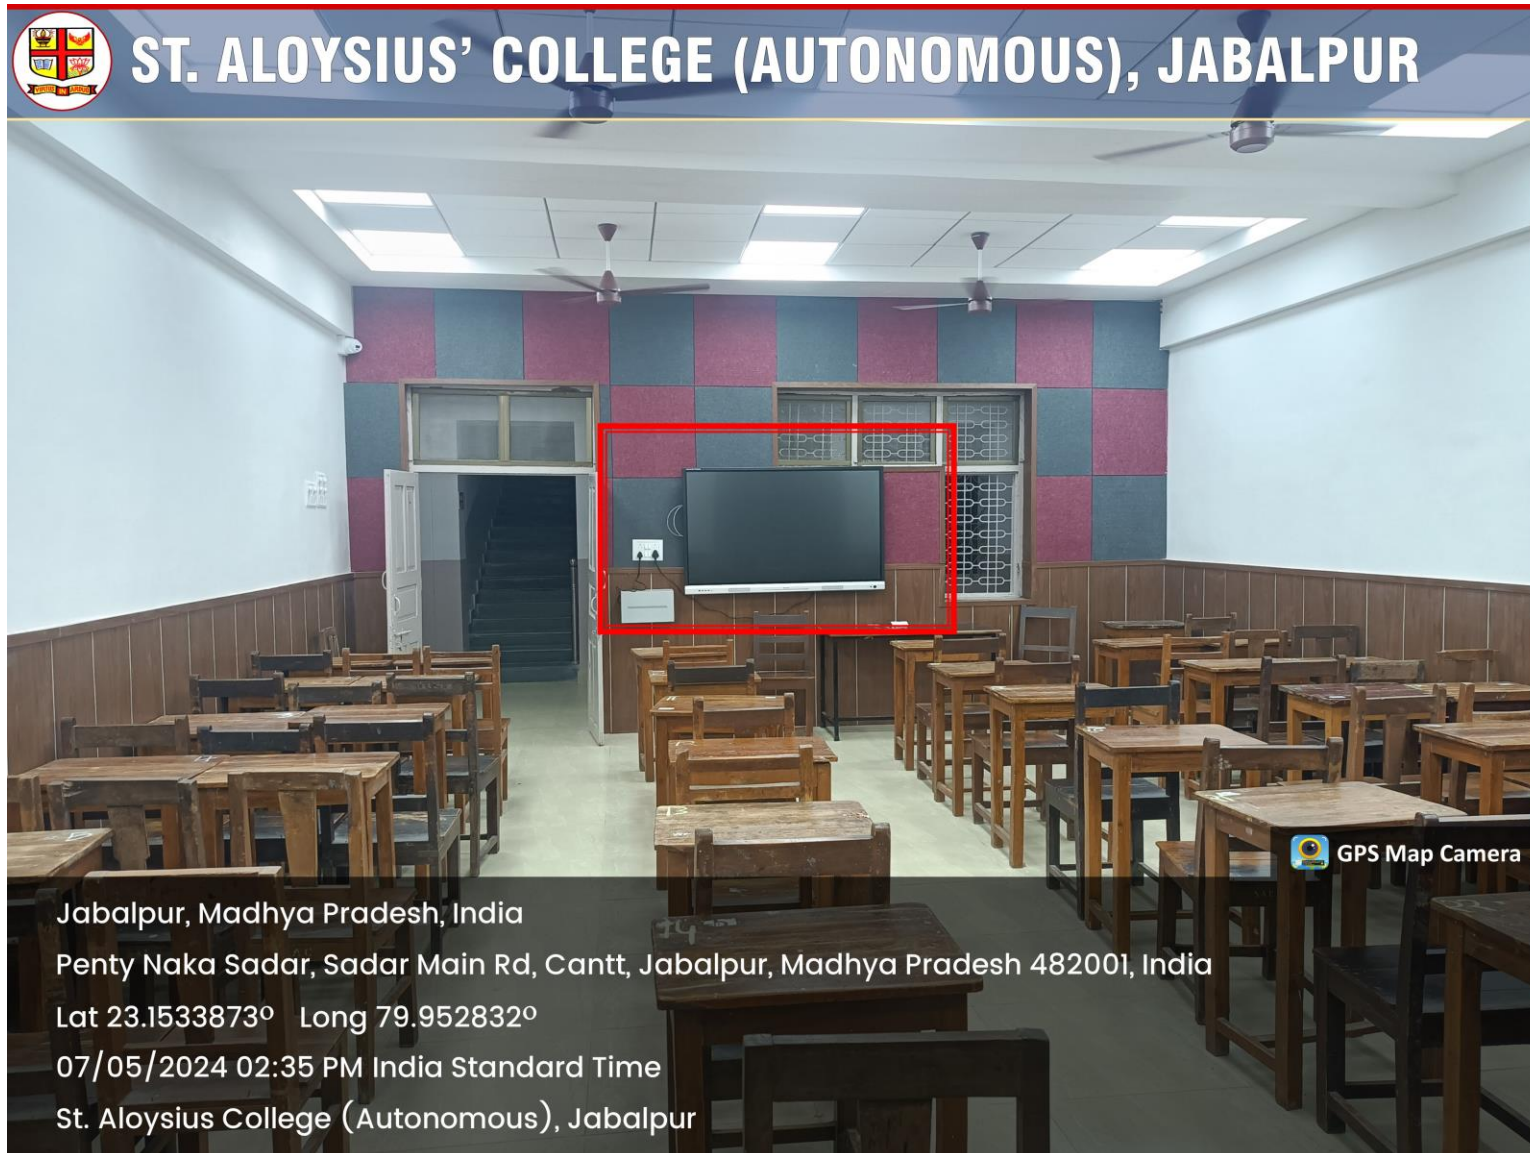 ST. ALOYSIUS’ COLLEGE (AUTONOMOUS), JABALPUR
GPS Map Camera
Jabalpur, Madhya Pradesh, India
Penty Naka Sadar, Sadar Main Rd, Cantt, Jabalpur, Madhya Pradesh 482001, India
Lat 23.1533873° Long 79.952832°
07/05/2024 02:35 PM India Standard Time
St. Aloysius College (Autonomous), Jabalpur